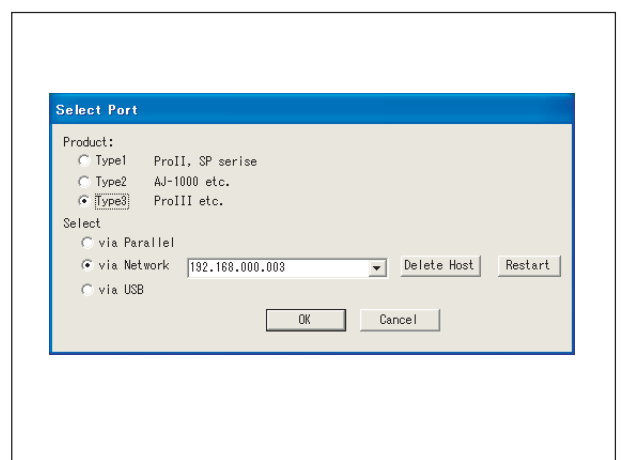 Select Port
Product:
Type1 ProII, SP serise
Type2 AJ-1000 etc.
Type3 ProIII etc.
Select
via Parallel
via Network 192.168.000.003 Delete Host Restart
via USB
OK Cancel